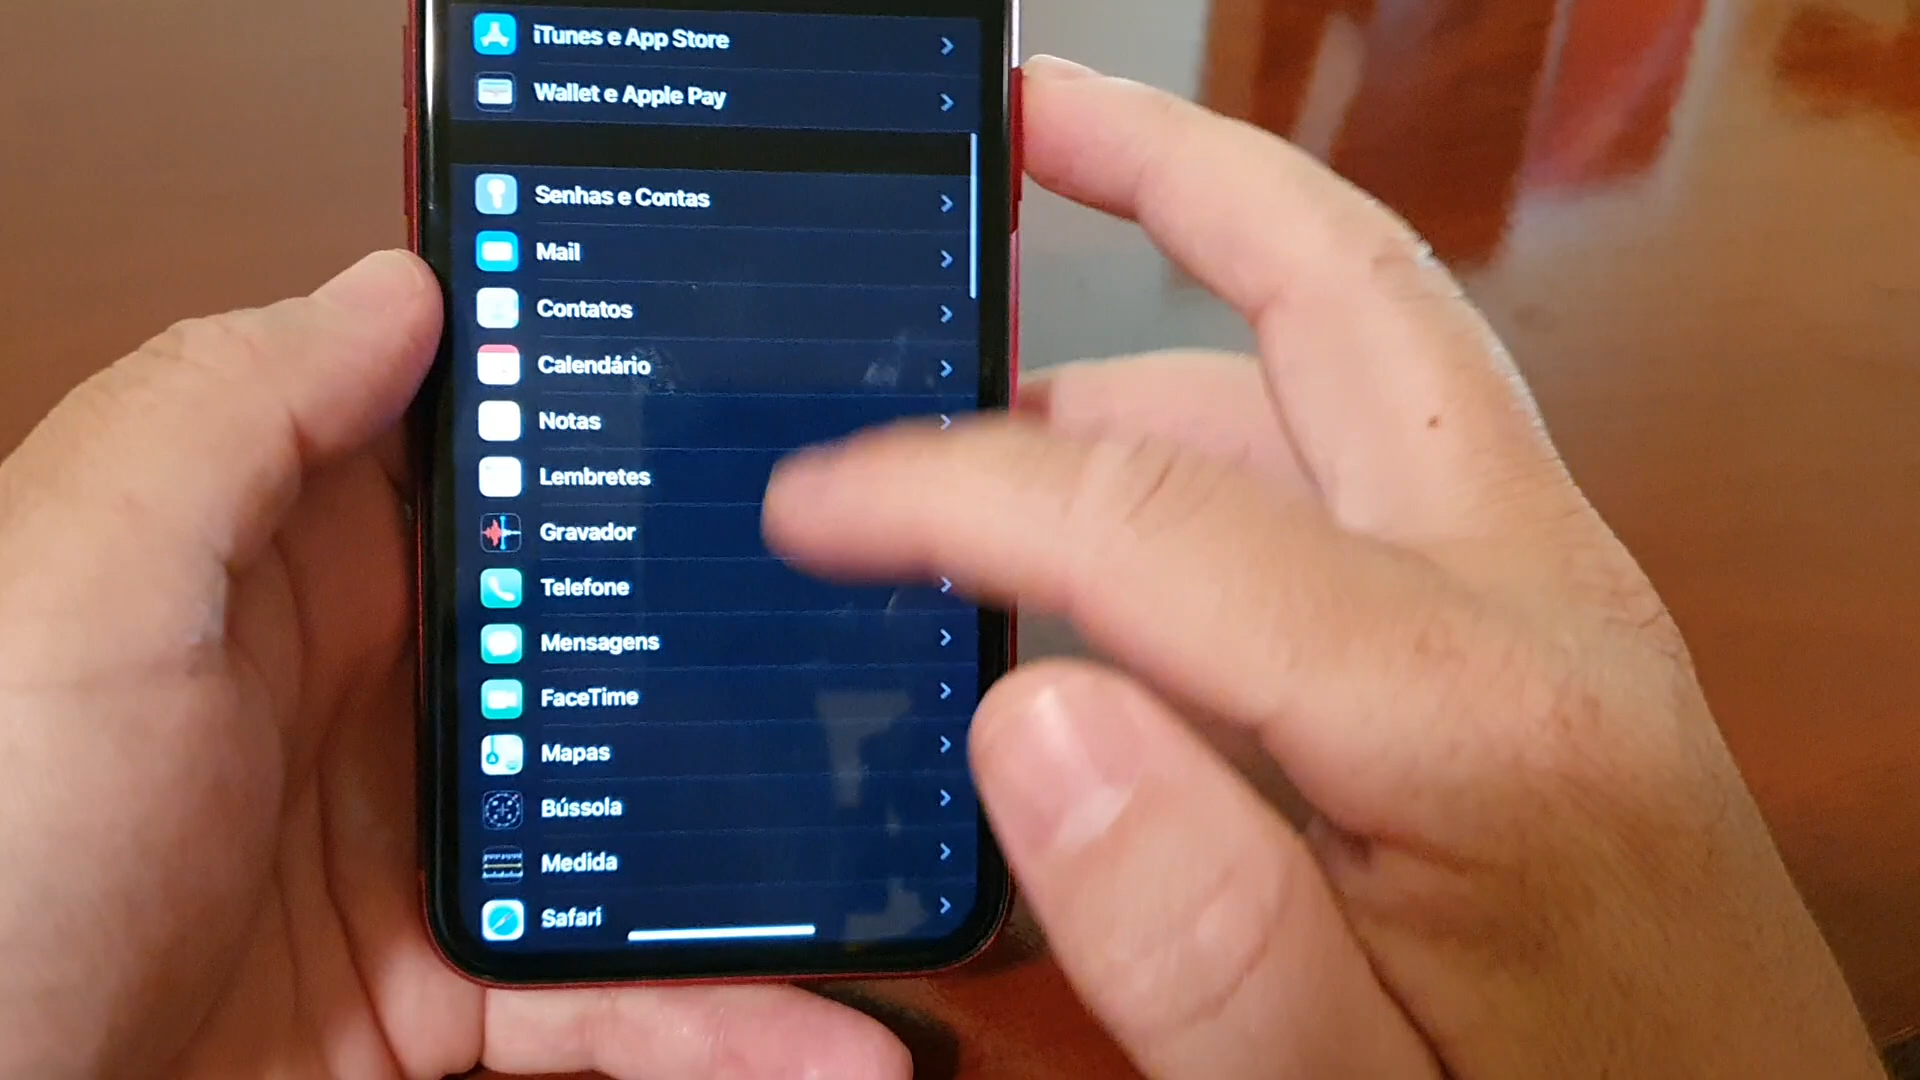 iTunes e App Store
Wallet e Apple Pay
Senhas e Contas
Mail
Contatos
Calendário
Notas
Lembretes
Gravador
Telefone
Mensagens
FaceTime
Mapas
Bússola
Medida
Safari